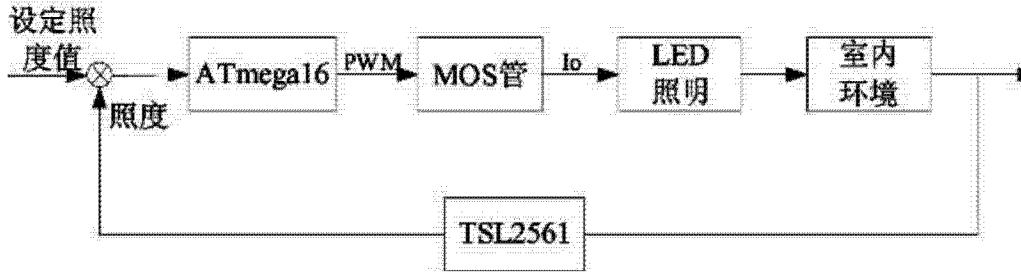 设定照
度值
照度
ATmega16
PWM
MOS管
Io
LED
照明
室内
环境
TSL2561